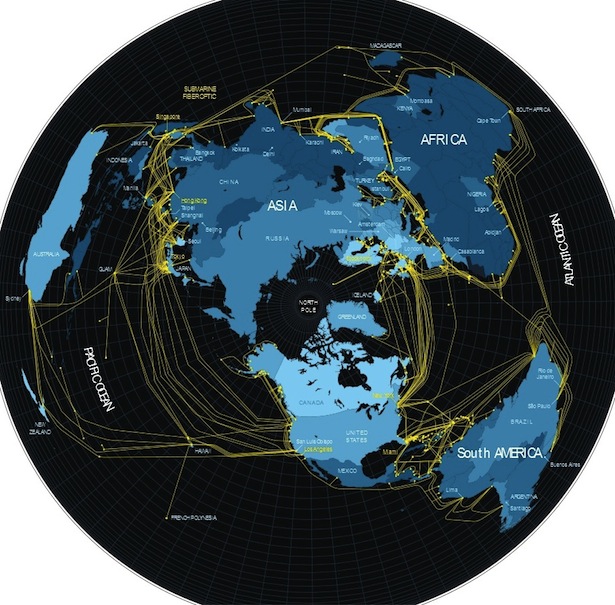 MADAGASCAR
SUBMARINE
FIBEROPTIC
Mombasa
KENYA
Mumbai
SOUTH AFRICA
Singapore
Cape Town
Jakarta
INDIA
Karachi
Riyadh
AFRICA
INDONESIA
Bangkok
THAILAND
Kolkata
Delhi
IRAN
Baghdad
EGYPT
Cairo
CHINA
TURKEY
Istanbul
Manila
NIGERIA
Lagos
Hong Kong
Taipei
Shanghai
ASIA
Kiev
Moscow
Beijing
Amsterdam
Warsaw
Abidjan
Seoul
RUSSIA
London
Madrid
Casablanca
ATLANTIC OCEAN
AUSTRALIA
Tokyo
JAPAN
GUAM
Sydney
ICELAND
NORTH
POLE
GREENLAND
PACIFIC OCEAN
Rio de
Janeiro
CANADA
São Paulo
NEW
ZEALAND
BRAZIL
UNITED
STATES
San Luis Obispo
Los Angeles
HAWAII
Miami
South AMERICA
MEXICO
Buenos Aires
Lima
ARGENTINA
Santiago
FRENCH POLYNESIA